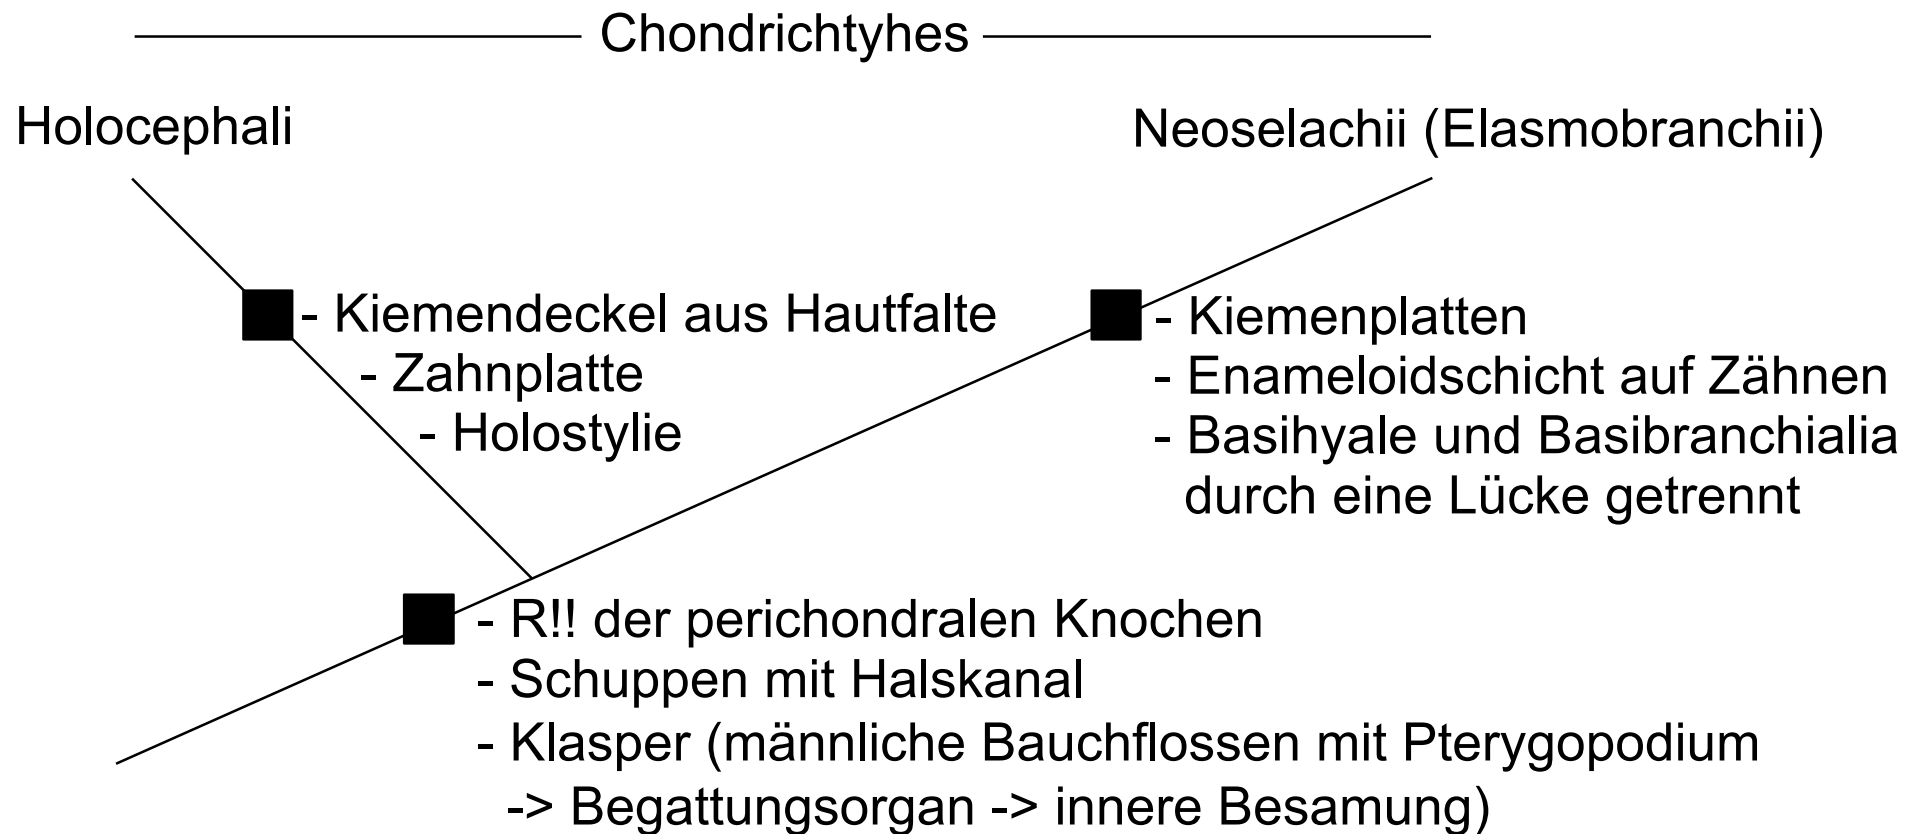 Chondrichtyhes
Holocephali
Neoselachii (Elasmobranchii)
- Kiemendeckel aus Hautfalte
- Zahnplatte
- Holostylie
- Kiemenplatten
- Enameloidschicht auf Zähnen
- Basihyale und Basibranchialia
durch eine Lücke getrennt
- R!! der perichondralen Knochen
- Schuppen mit Halskanal
- Klasper (männliche Bauchflossen mit Pterygopodium
-> Begattungsorgan -> innere Besamung)